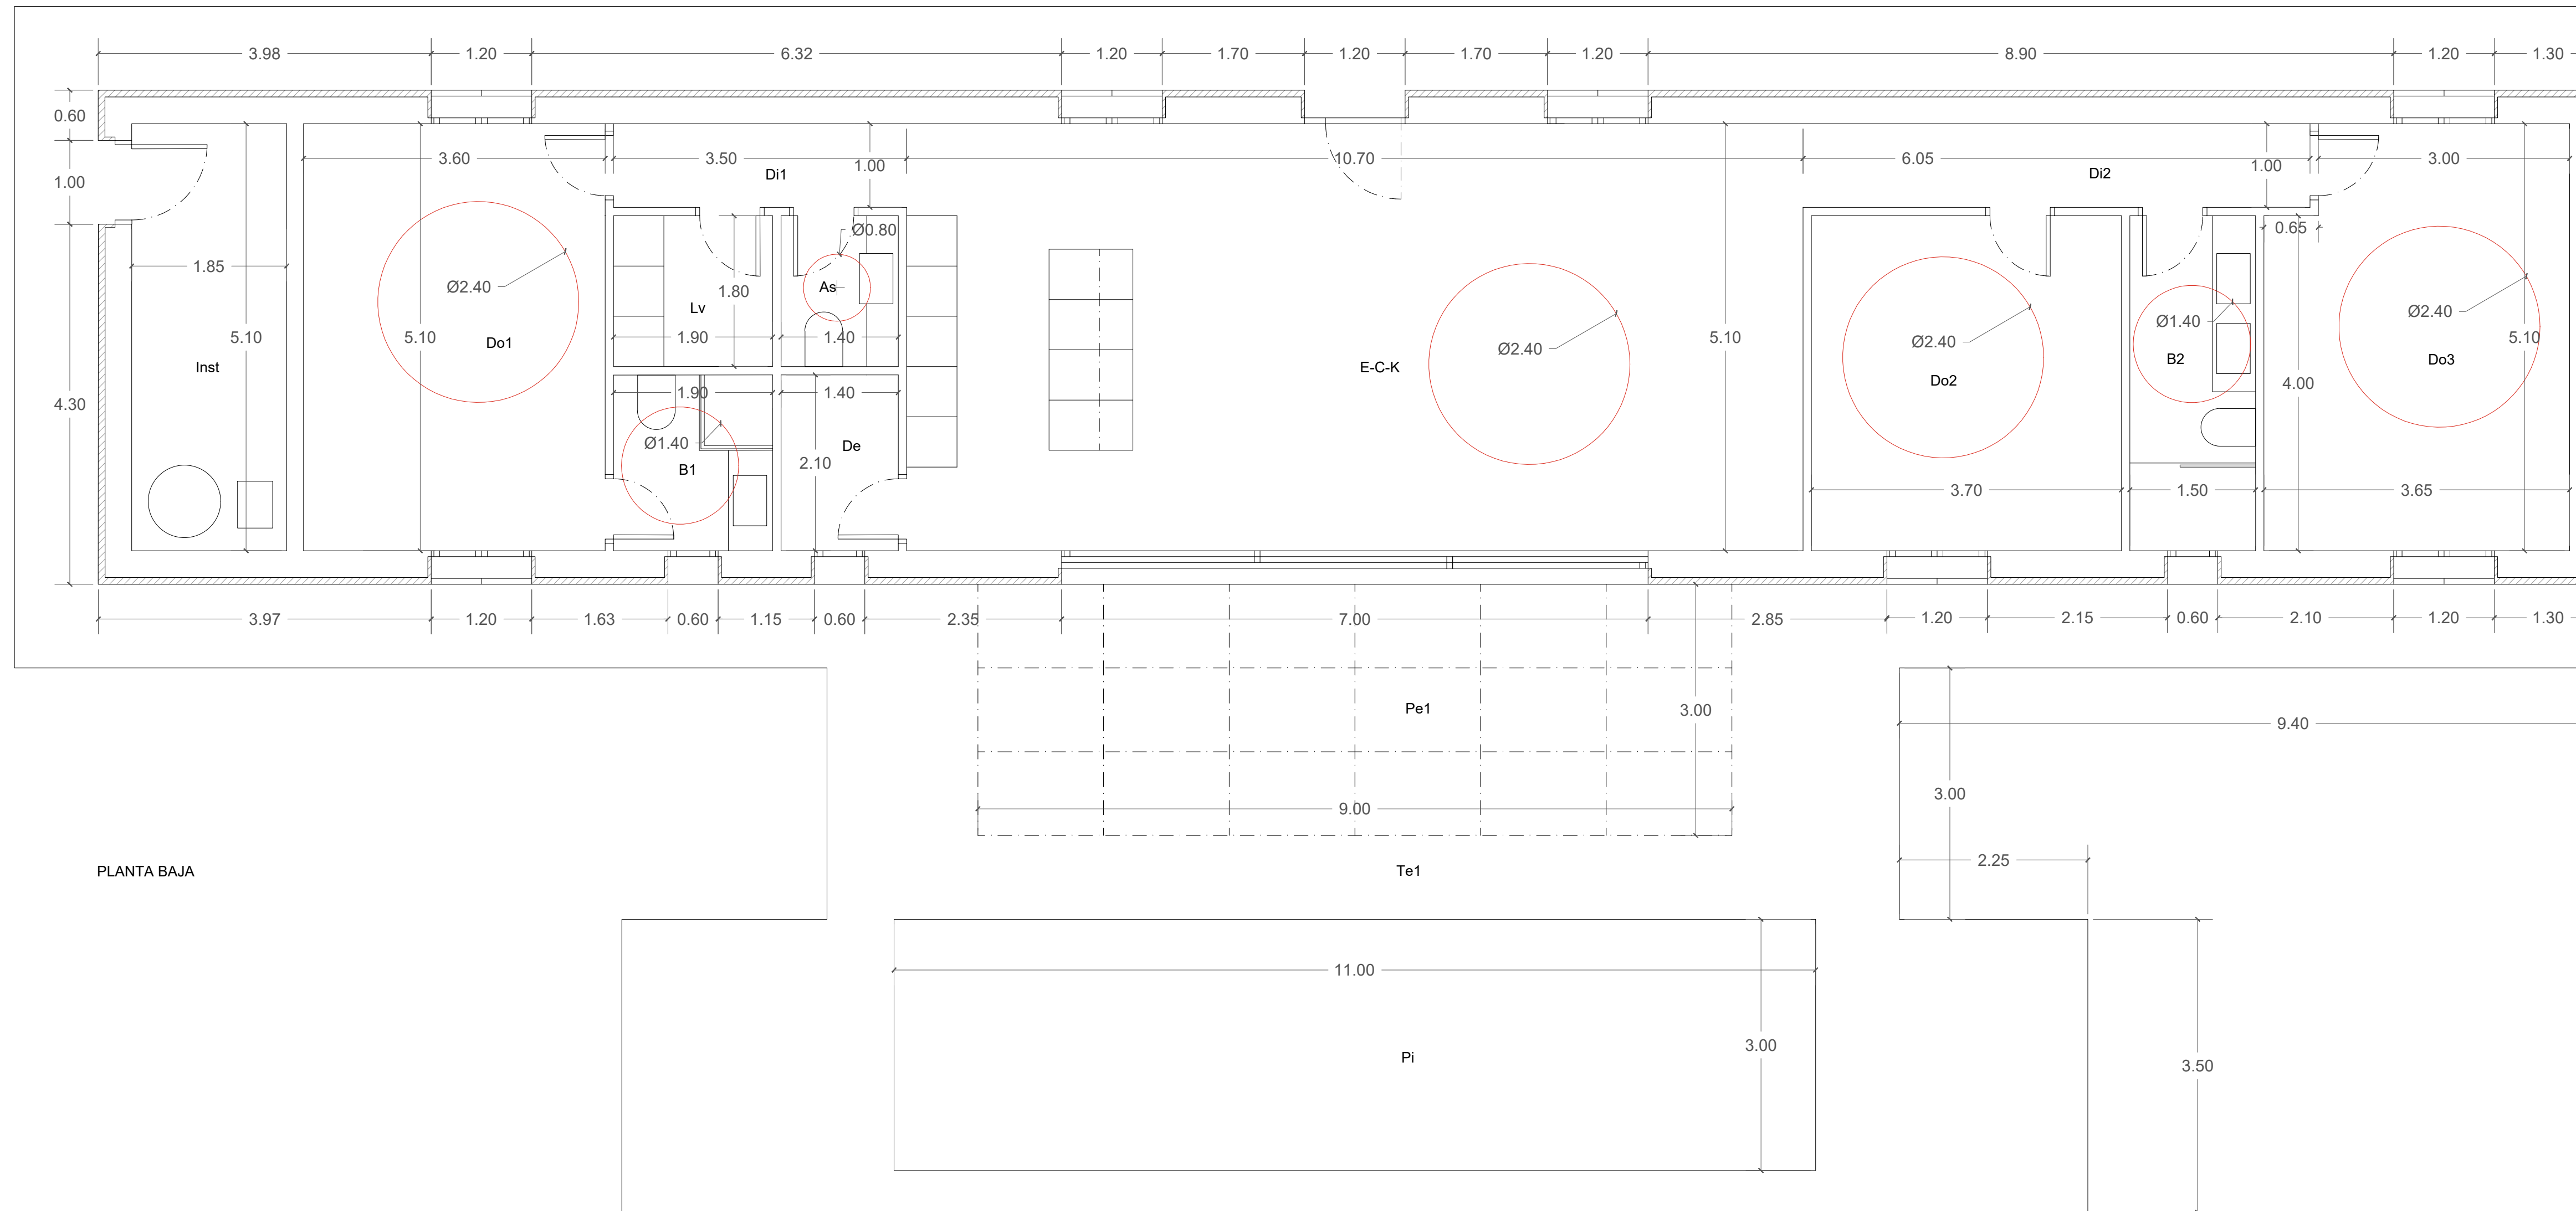 3.98 1.20 6.32 1.20 1.70 1.20 1.70 1.20 8.90 1.20 1.30
0.60
3.60 3.50 1.00 10.70 6.05 1.00 3.00
Di1 Di2
1.00
Ø0.80 0.65
1.85
Ø2.40 As 1.80 Ø2.40 Ø1.40 Ø2.40
Lv
5.10 5.10 1.90 1.40 5.10 Ø2.40 5.10
Do1 Ø2.40 B2 Do3
Inst E-C-K Do2 4.00
1.90 1.40
4.30
Ø1.40 De
B1 2.10
3.70 1.50 3.65
3.97 1.20 1.63 0.60 1.15 0.60 2.35 7.00 2.85 1.20 2.15 0.60 2.10 1.20 1.30
Pe1 3.00
9.40
3.00
9.00
2.25
PLANTA BAJA Te1
11.00
3.00
Pi
3.50